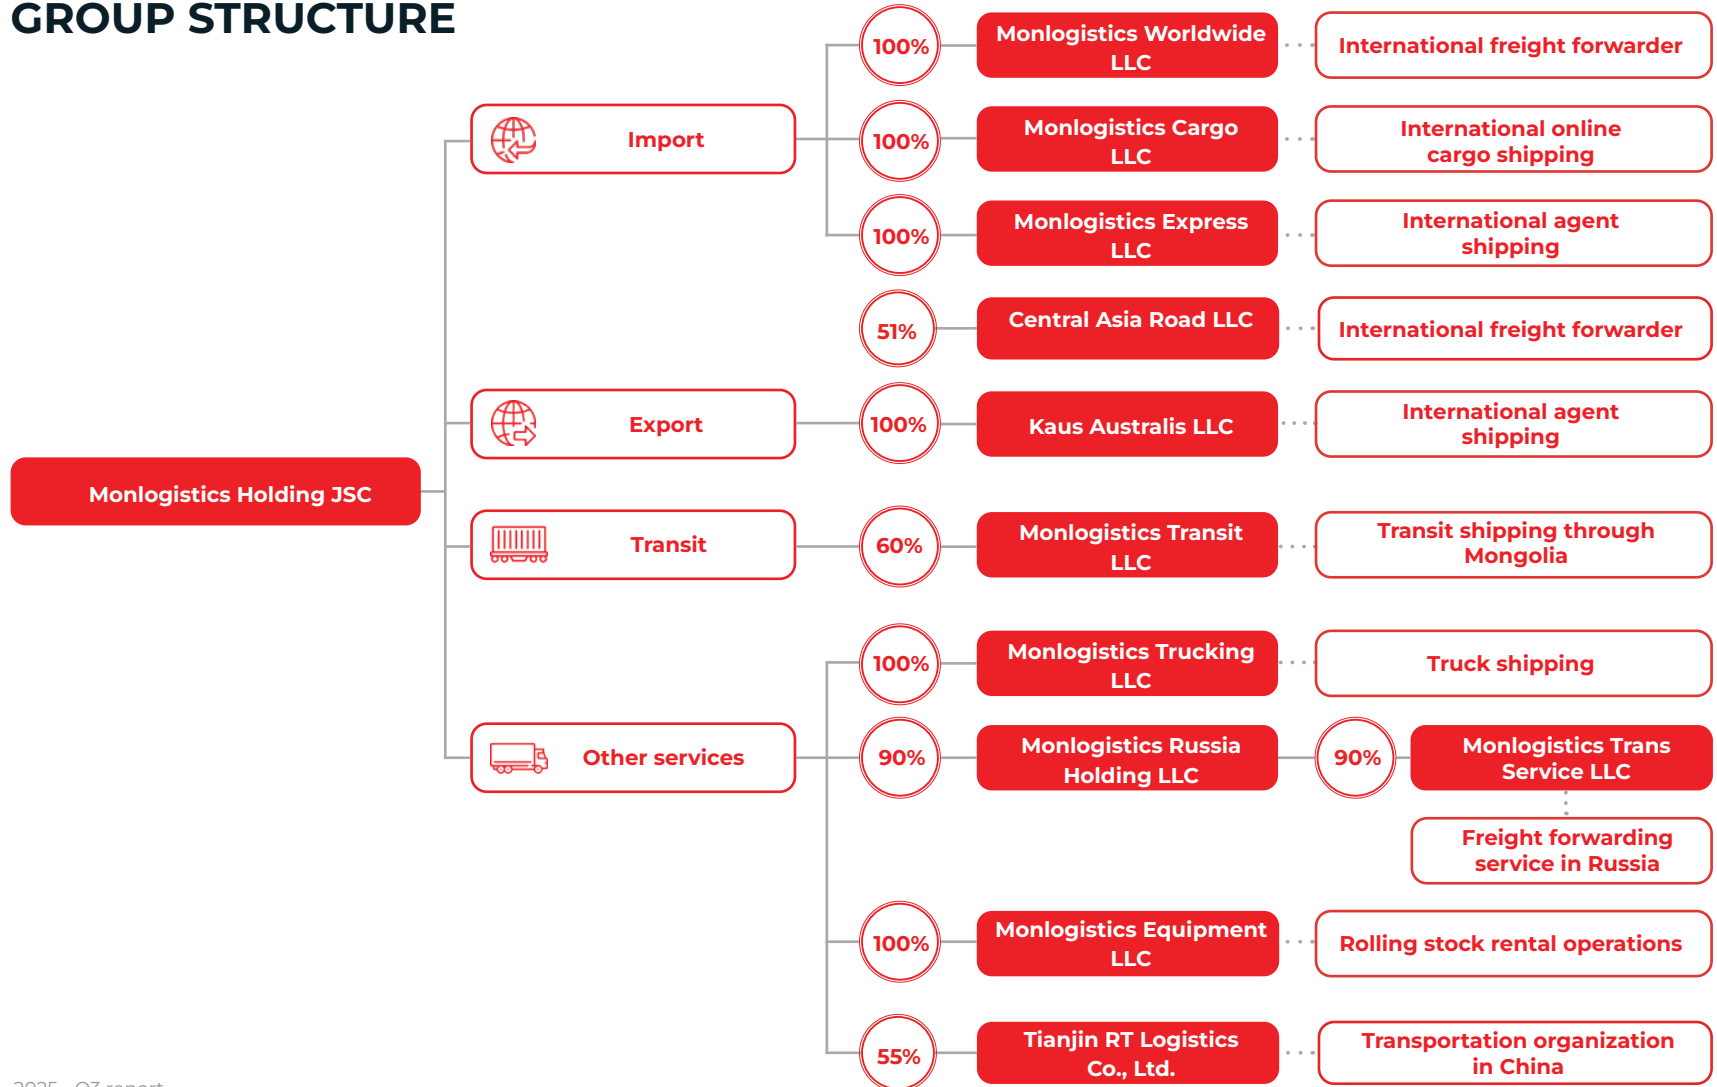 GROUP STRUCTURE
100%
Monlogistics Worldwide
LLC
International freight forwarder
Import
100%
Monlogistics Cargo
LLC
International online
cargo shipping
100%
Monlogistics Express
LLC
International agent
shipping
51%
Central Asia Road LLC
International freight forwarder
Export
100%
Kaus Australis LLC
International agent
shipping
Monlogistics Holding JSC
Transit
60%
Monlogistics Transit
LLC
Transit shipping through
Mongolia
100%
Monlogistics Trucking
LLC
Truck shipping
Other services
90%
Monlogistics Russia
Holding LLC
90%
Monlogistics Trans
Service LLC
Freight forwarding
service in Russia
100%
Monlogistics Equipment
LLC
Rolling stock rental operations
55%
Tianjin RT Logistics
Co., Ltd.
Transportation organization
in China
2025 - Q3 report